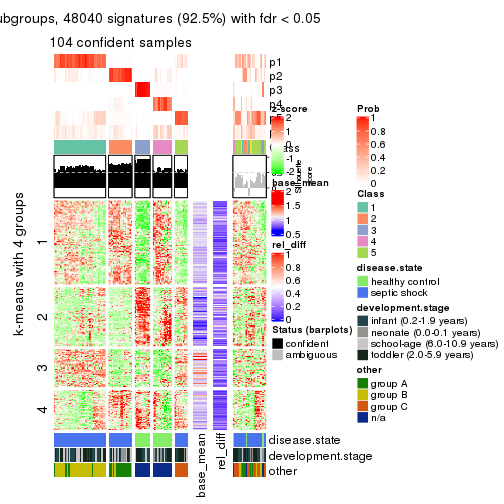 ubgroups, 48040 signatures (92.5%) with fdr < 0.05
104 confident samples
p1
p2
p3
p4
z-score
2
1
0
-1
-2
base_mean
2
1.5
1
0.5
rel_diff
1
0.8
0.6
0.4
0.2
0
Status (barplots)
confident
ambiguous
Prob
1
0.8
0.6
0.4
0.2
0
Class
1
2
3
4
5
disease.state
healthy control
septic shock
development.stage
infant (0.2-1.9 years)
neonate (0.0-0.1 years)
school-age (6.0-10.9 years)
toddler (2.0-5.9 years)
other
group A
group B
group C
n/a
k-means with 4 groups
1
2
3
4
disease.state
development.stage
other
base_mean
rel_diff